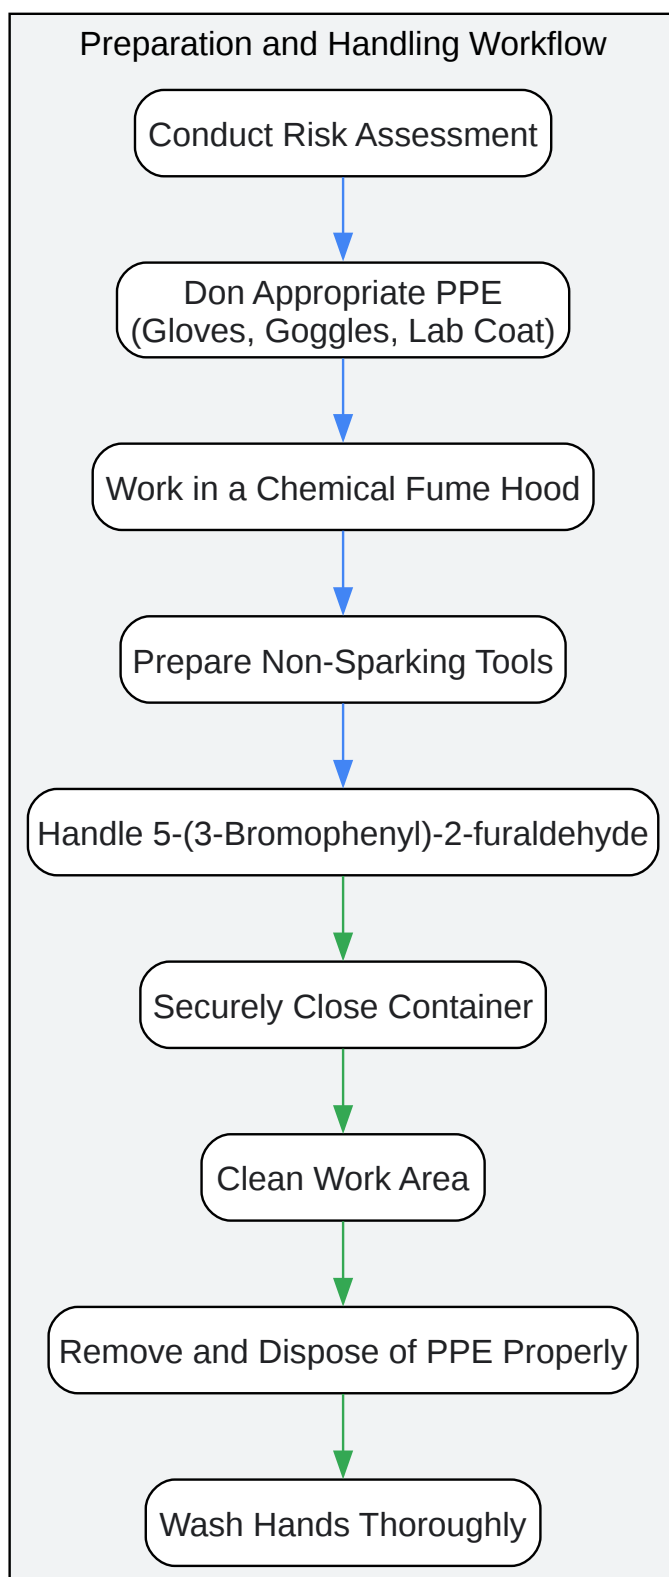 Preparation and Handling Workflow
Conduct Risk Assessment
Don Appropriate PPE
(Gloves, Goggles, Lab Coat)
Work in a Chemical Fume Hood
Prepare Non-Sparking Tools
Handle 5-(3-Bromophenyl)-2-furaldehyde
Securely Close Container
Clean Work Area
Remove and Dispose of PPE Properly
Wash Hands Thoroughly